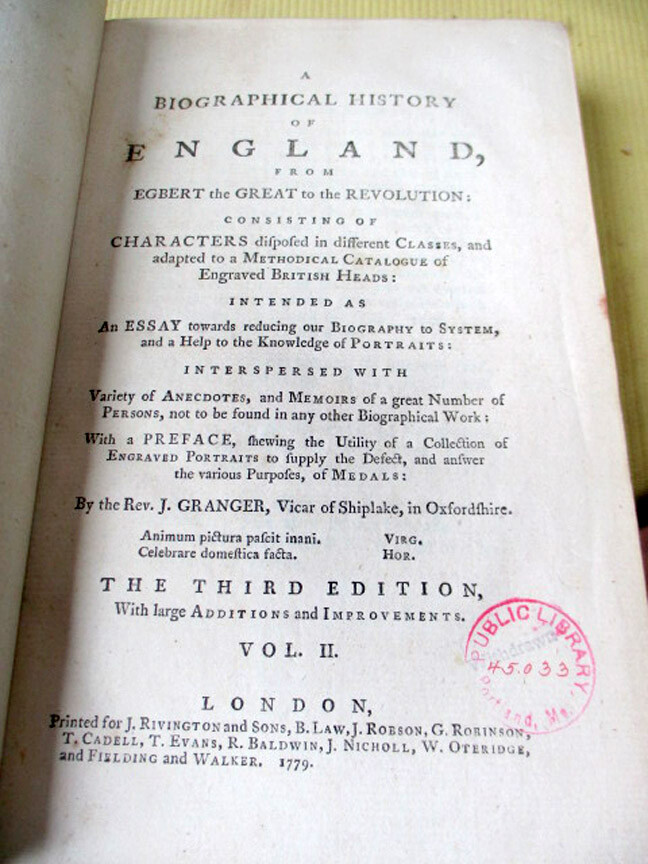 A
BIOGRAPHICAL HISTORY
OF
ENGLAND,
FROM
EGBERT the GREAT to the REVOLUTION:
CONSISTING OF
CHARACTERS diſpoſed in different CLASSES, and
adapted to a METHODICAL CATALOGUE of
Engraved BRITISH HEADS:
INTENDED AS
An ESSAY towards reducing our BIOGRAPHY to SYSTEM,
and a Help to the Knowledge of PORTRAITS:
INTERSPERSED WITH
Variety of ANECDOTES, and MEMOIRS of a great Number of
PERSONS, not to be found in any other Biographical Work:
With a PREFACE, ſhewing the Utility of a Collection of
ENGRAVED PORTRAITS to ſupply the Defect, and anſwer
the various Purpoſes, of MEDALS:
By the Rev. J. GRANGER, Vicar of Shiplake, in Oxfordſhire.
Animum pictura paſcit inani. VIRG.
Celebrare domeſtica facta. HOR.
THE THIRD EDITION,
With large ADDITIONS and IMPROVEMENTS.
VOL. II.
PUBLIC LIBRARY
Withdrawn
45.033
Portland, Me.
LONDON,
Printed for J. RIVINGTON and SONS, B. LAW, J. ROBSON, G. ROBINSON,
T. CADELL, T. EVANS, R. BALDWIN, J. NICHOLL, W. OTERIDGE,
and FIELDING and WALKER. 1779.